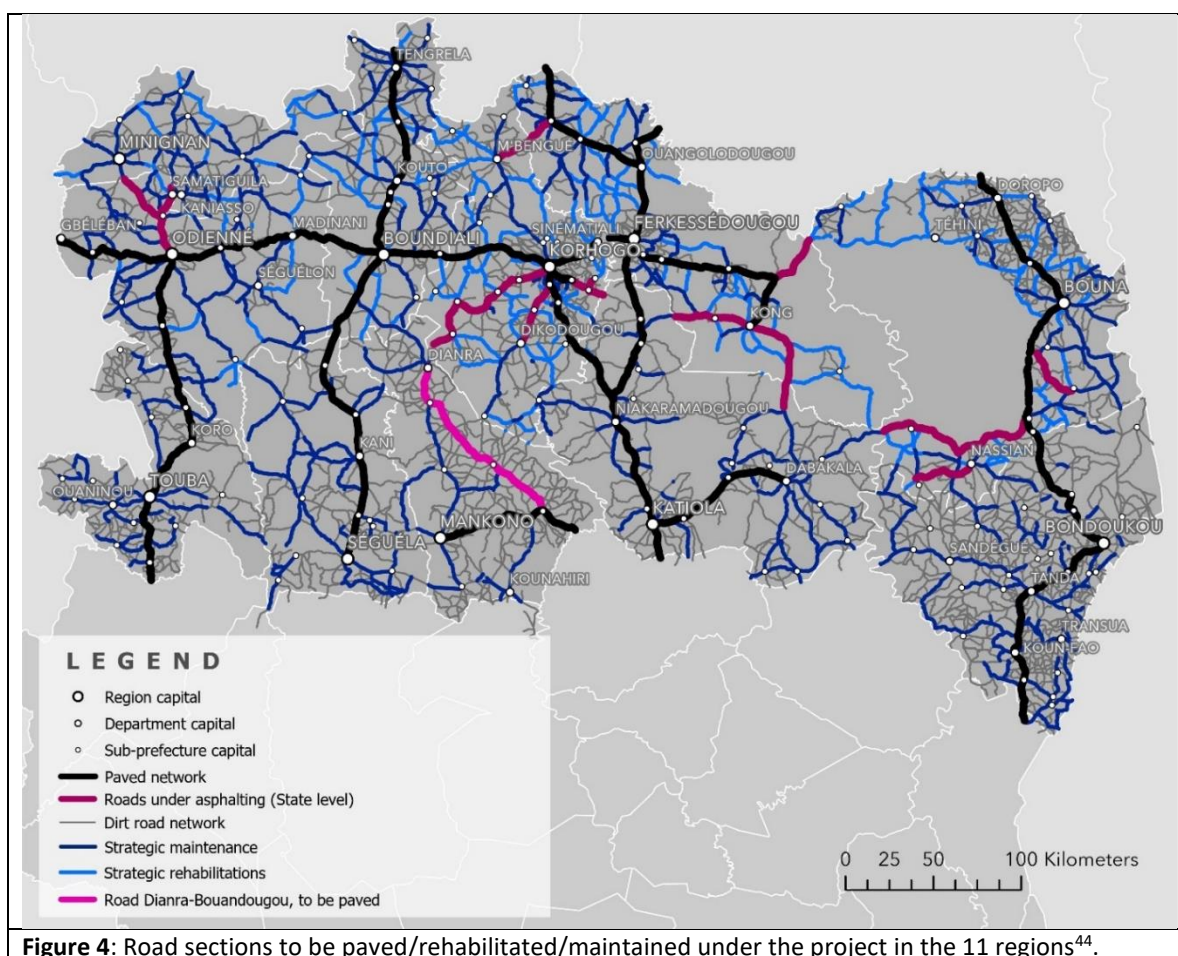 TENGRELA
MINIGNAN
M'BENGUÉ
OUANGOLODOUGOU
SAMATIGUILA
KOUTO
KANIASSO
DOROPO
GBÉLÉBAN
MADINANI
SINÉMATIALI
FERKESSÉDOUGOU
TÉHINI
ODIENNÉ
BOUNDIALI
KORHOGO
SÉGUÉLON
BOUNA
KONG
DIKODOUGOU
DIANRA
NIAKARAMADOUGOU
KORO
KANI
NASSIAN
DABAKALA
TOUBA
OUANINOU
KATIOLA
MANKONO
BONDOUKOU
SÉGUÉLA
SANDÉGUÉ
KOUNAHIRI
TANDA
TRANSUA
KOUN-FAO
LEGEND
Region capital
Department capital
Sub-prefecture capital
Paved network
Roads under asphalting (State level)
Dirt road network
Strategic maintenance
Strategic rehabilitations
Road Dianra-Bouandougou, to be paved
0 25 50 100 Kilometers
Figure 4: Road sections to be paved/rehabilitated/maintained under the project in the 11 regions44.